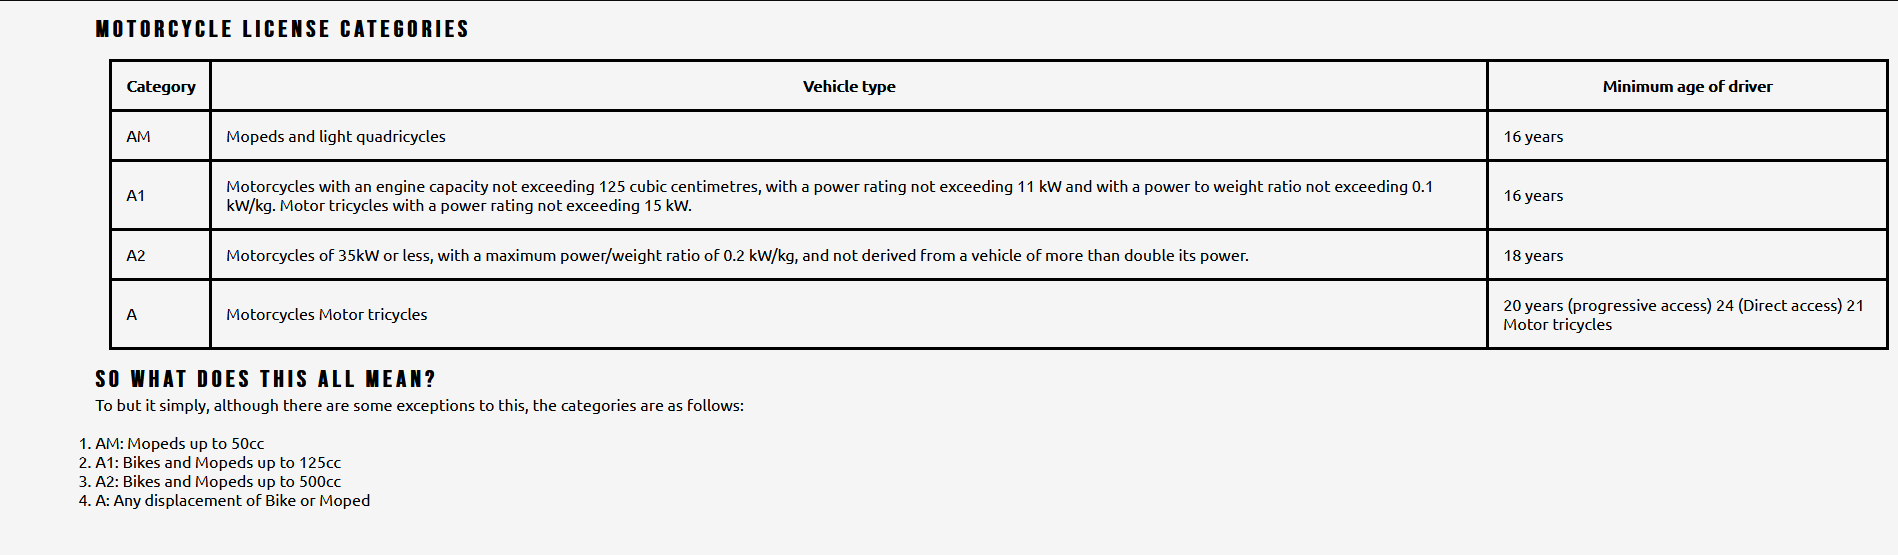 MOTORCYCLE LICENSE CATEGORIES
Category Vehicle type Minimum age of driver
AM Mopeds and light quadricycles 16 years
A1 Motorcycles with an engine capacity not exceeding 125 cubic centimetres, with a power rating not exceeding 11 kW and with a power to weight ratio not exceeding 0.1
kW/kg. Motor tricycles with a power rating not exceeding 15 kW.
16 years
A2 Motorcycles of 35kW or less, with a maximum power/weight ratio of 0.2 kW/kg, and not derived from a vehicle of more than double its power. 18 years
A Motorcycles Motor tricycles 20 years (progressive access) 24 (Direct access) 21
Motor tricycles
SO WHAT DOES THIS ALL MEAN?
To but it simply, although there are some exceptions to this, the categories are as follows:
1. AM: Mopeds up to 50cc
2. A1: Bikes and Mopeds up to 125cc
3. A2: Bikes and Mopeds up to 500cc
4. A: Any displacement of Bike or Moped